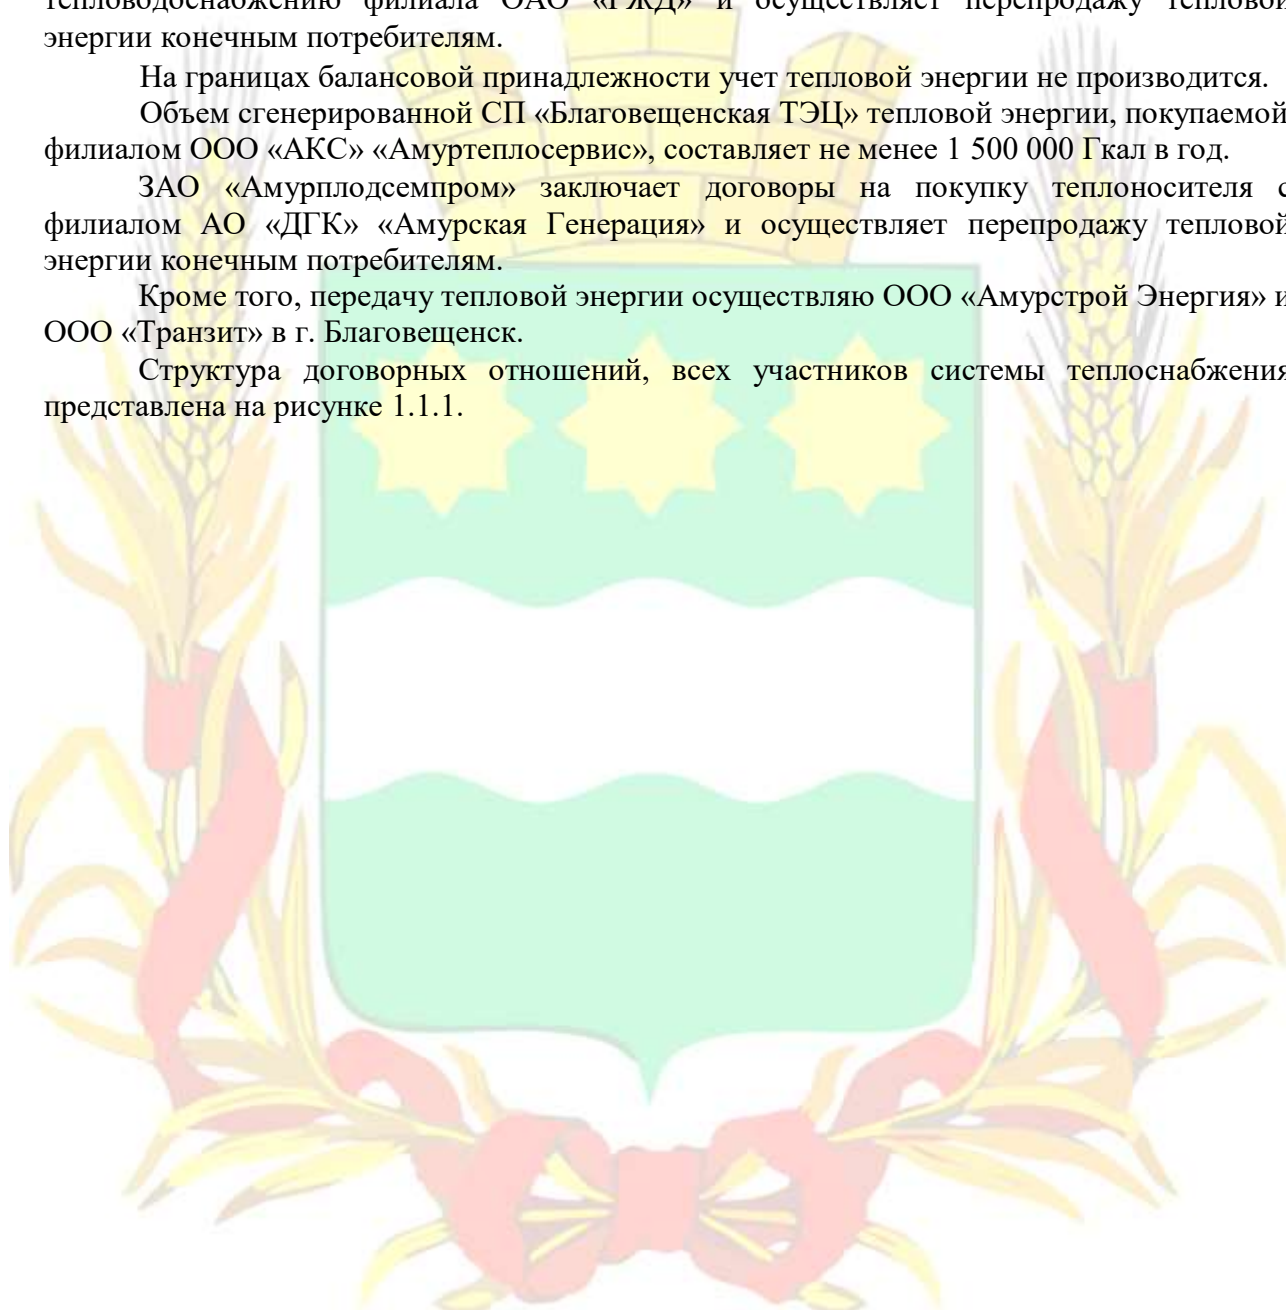 тепловодоснабжению филиала ОАО «РЖД» и осуществляет перепродажу тепловой
энергии конечным потребителям.
На границах балансовой принадлежности учет тепловой энергии не производится.
Объем сгенерированной СП «Благовещенская ТЭЦ» тепловой энергии, покупаемой
филиалом ООО «АКС» «Амуртеплосервис», составляет не менее 1 500 000 Гкал в год.
ЗАО «Амурплодсемпром» заключает договоры на покупку теплоносителя с
филиалом АО «ДГК» «Амурская Генерация» и осуществляет перепродажу тепловой
энергии конечным потребителям.
Кроме того, передачу тепловой энергии осуществляю ООО «Амурстрой Энергия» и
ООО «Транзит» в г. Благовещенск.
Структура договорных отношений, всех участников системы теплоснабжения
представлена на рисунке 1.1.1.